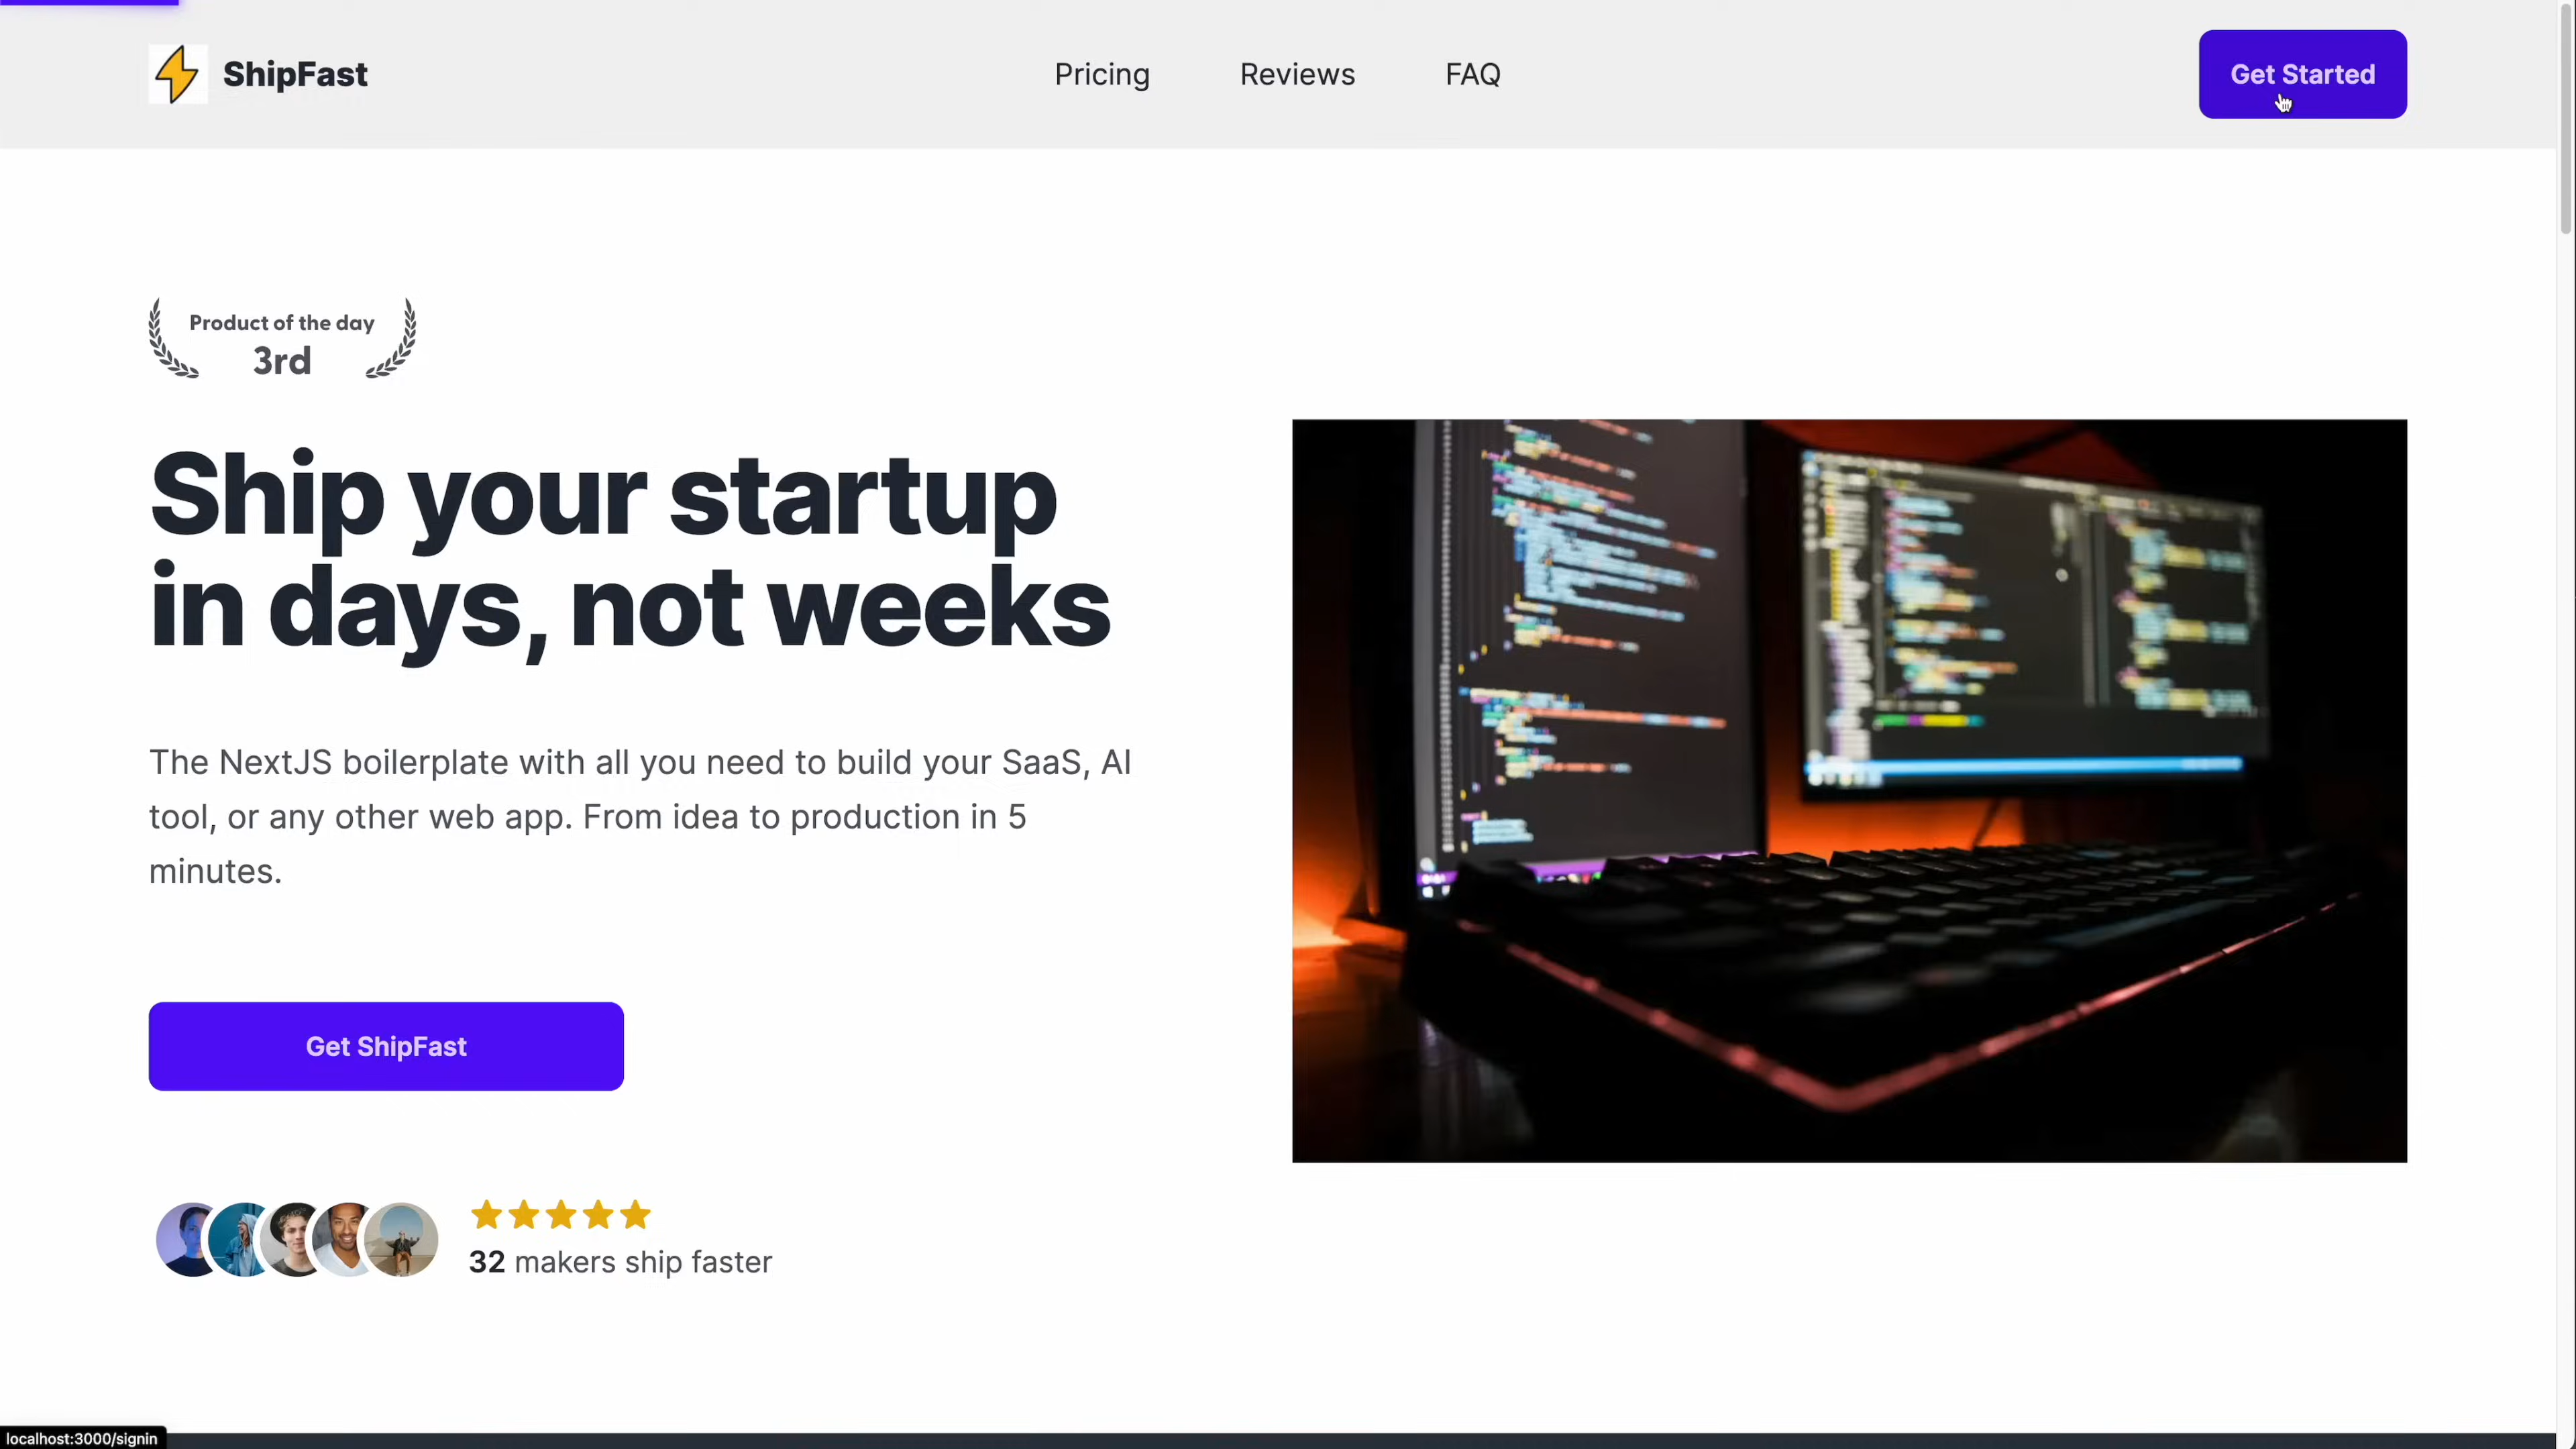 ShipFast
Pricing
Reviews
FAQ
Get Started
Product of the day
3rd
Ship your startup
in days, not weeks
The NextJS boilerplate with all you need to build your SaaS, AI
tool, or any other web app. From idea to production in 5
minutes.
Get ShipFast
32 makers ship faster
localhost:3000/signin